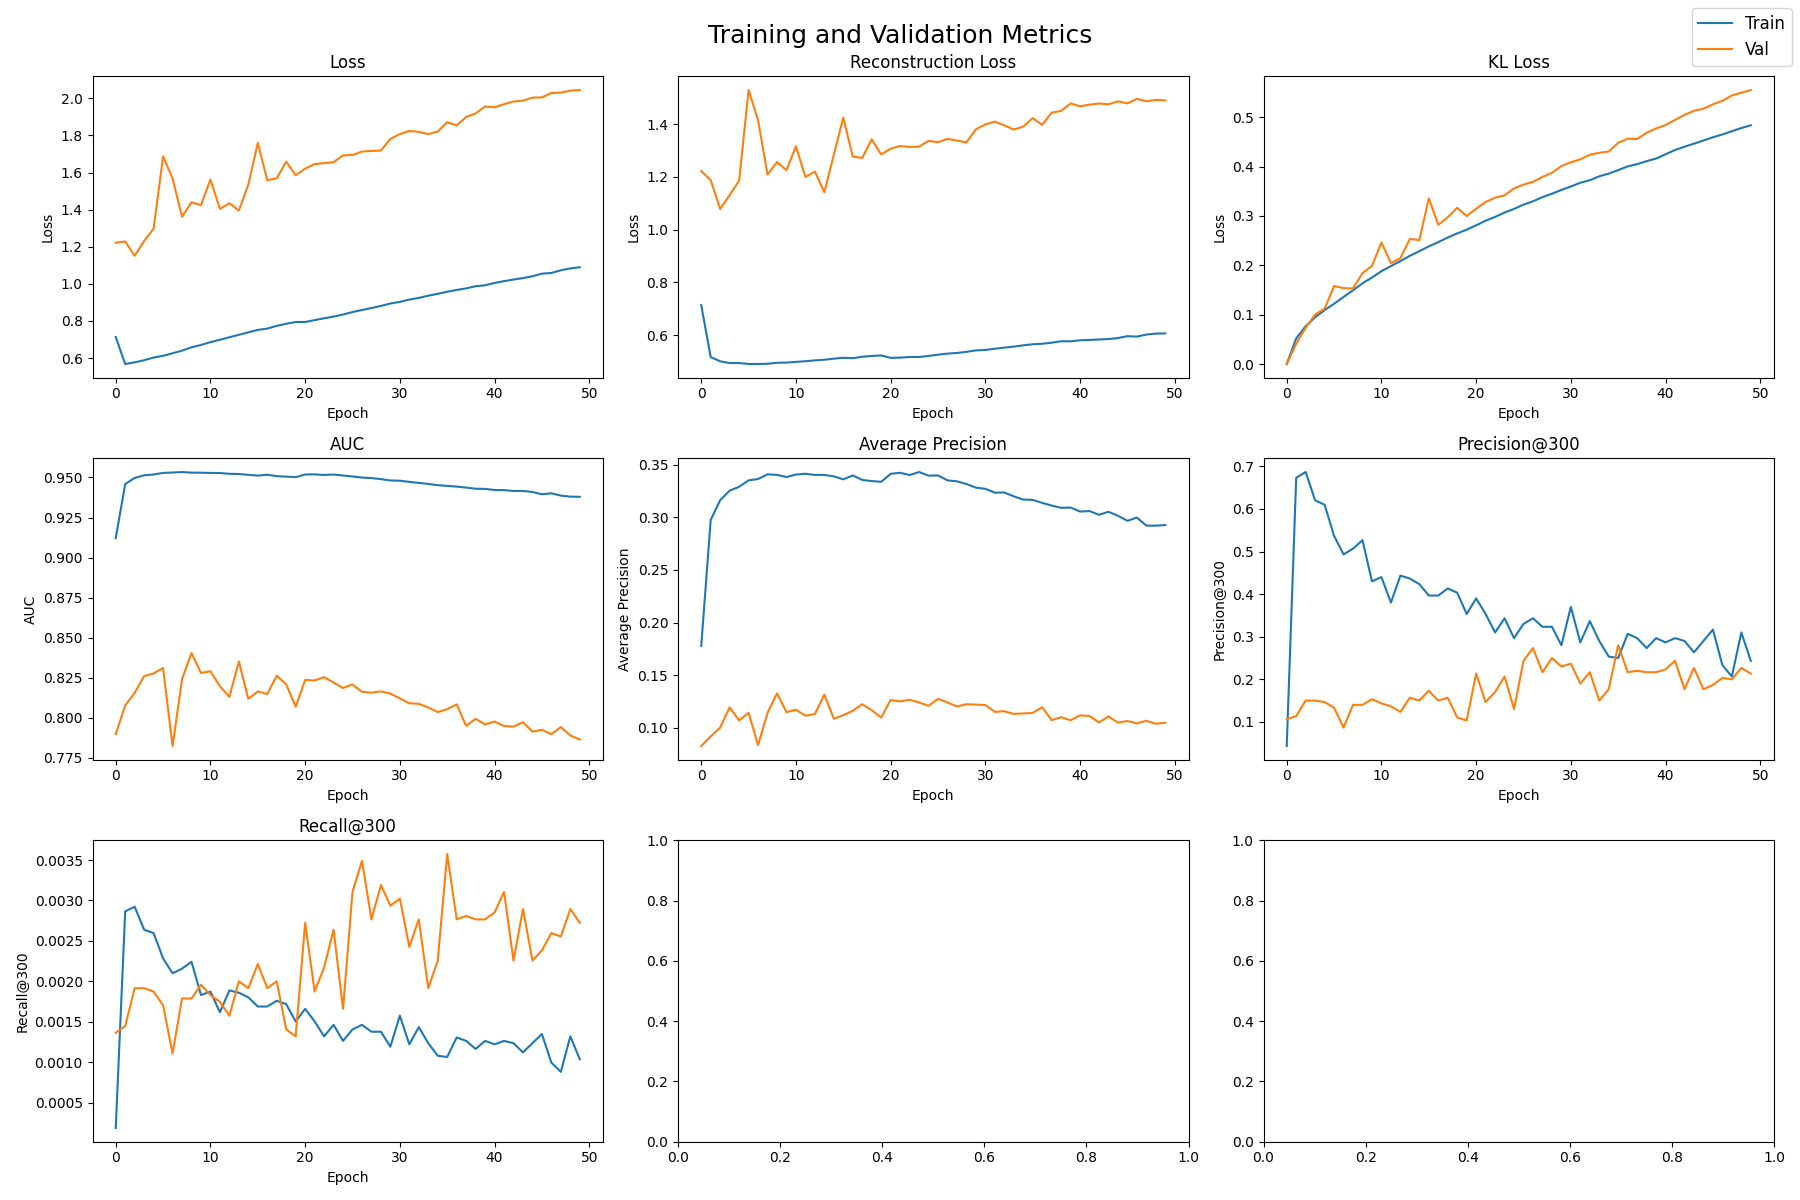 Training and Validation Metrics
Train
Val
Loss
Loss
2.0
1.8
1.6
1.4
1.2
1.0
0.8
0.6
0 10 20 30 40 50
Epoch
Reconstruction Loss
Loss
1.4
1.2
1.0
0.8
0.6
0 10 20 30 40 50
Epoch
KL Loss
Loss
0.5
0.4
0.3
0.2
0.1
0.0
0 10 20 30 40 50
Epoch
AUC
AUC
0.950
0.925
0.900
0.875
0.850
0.825
0.800
0.775
0 10 20 30 40 50
Epoch
Average Precision
Average Precision
0.35
0.30
0.25
0.20
0.15
0.10
0 10 20 30 40 50
Epoch
Precision@300
Precision@300
0.7
0.6
0.5
0.4
0.3
0.2
0.1
0 10 20 30 40 50
Epoch
Recall@300
Recall@300
0.0035
0.0030
0.0025
0.0020
0.0015
0.0010
0.0005
0 10 20 30 40 50
Epoch
1.0
0.8
0.6
0.4
0.2
0.0
0.0 0.2 0.4 0.6 0.8 1.0
1.0
0.8
0.6
0.4
0.2
0.0
0.0 0.2 0.4 0.6 0.8 1.0